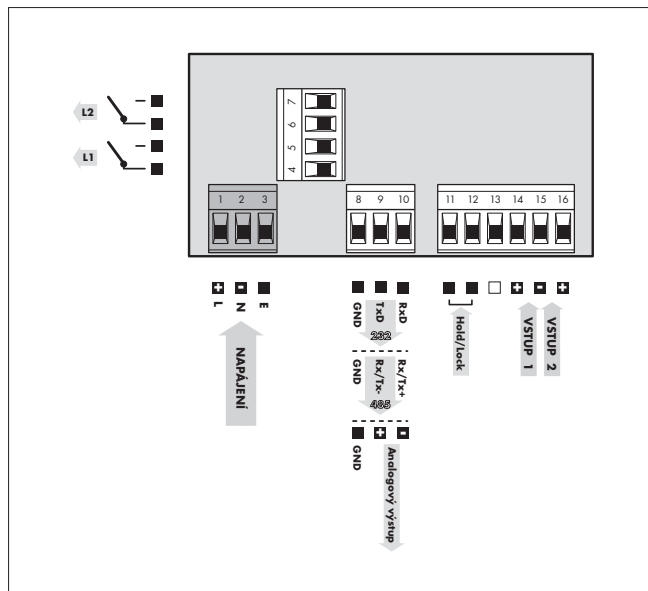 L2
L1
7
6
5
4
1 2 3
8 9 10
11 12 13 14 15 16
+ - 
L N E
NAPÁJENÍ
GND TxD RxD
232
GND Rx/Tx- Rx/Tx+
485
+ -
GND
Analogový výstup
Hold/Lock
+ - +
VSTUP 1
VSTUP 2